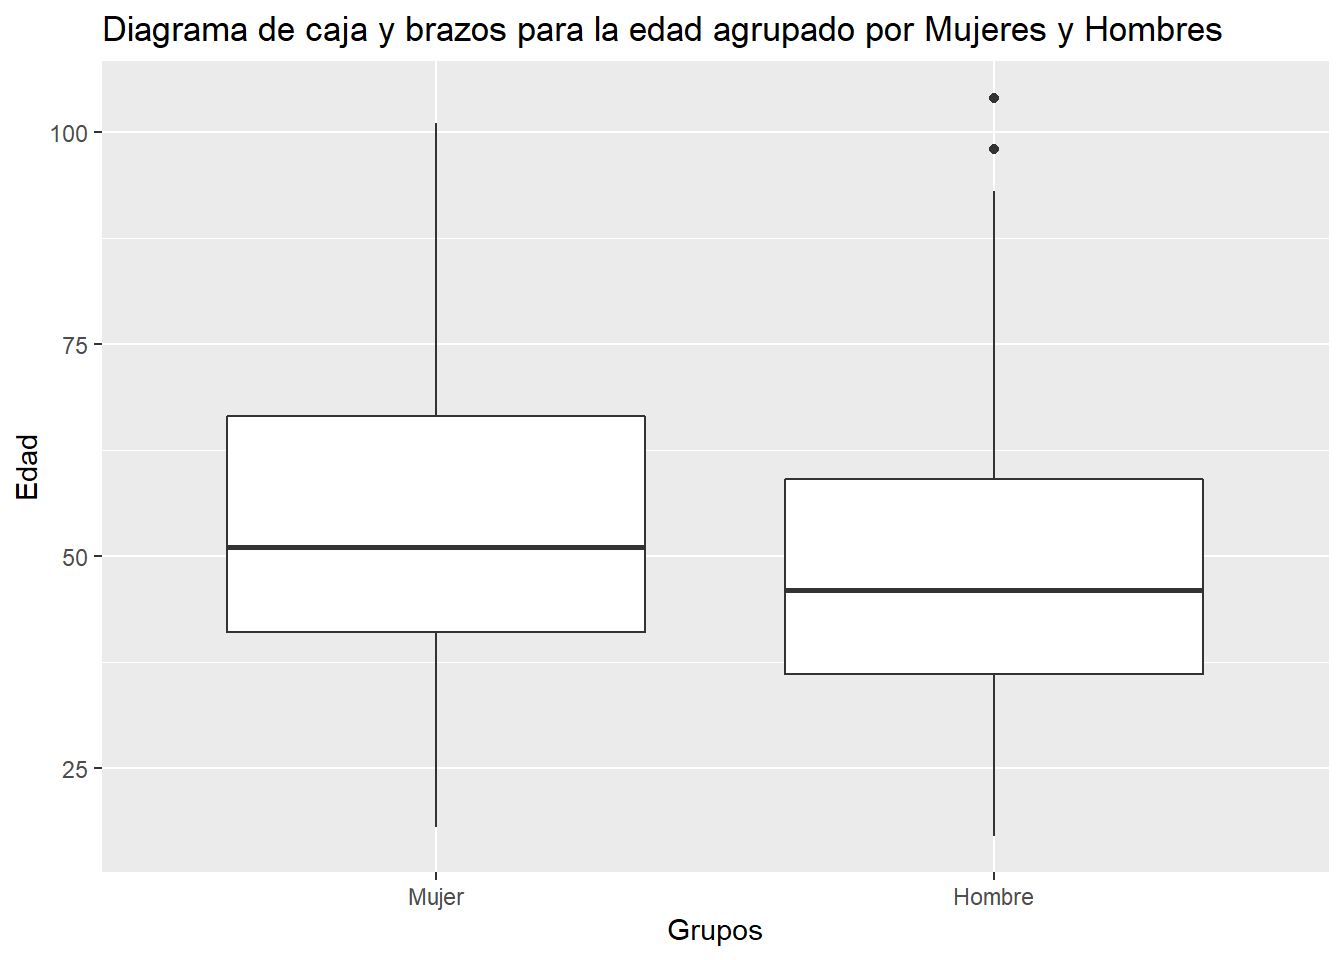 Diagrama de caja y brazos para la edad agrupado por Mujeres y Hombres
100
75
50
25
Edad
Mujer
Hombre
Grupos